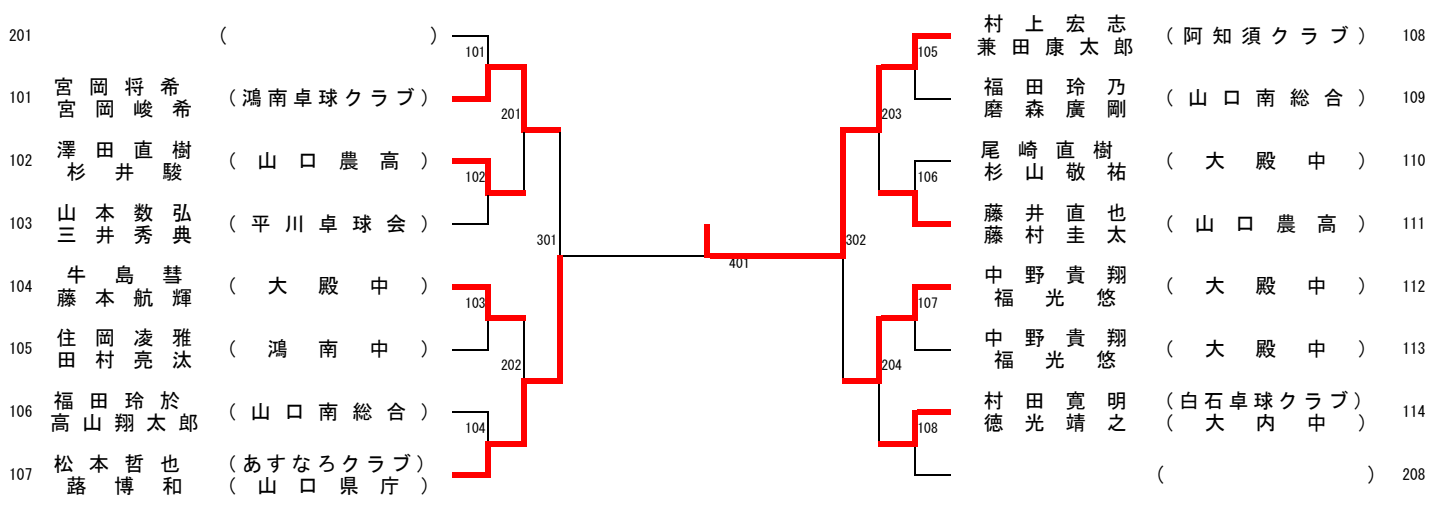 201 ( )
101 宮岡将希 宮岡峻希 (鴻南卓球クラブ)
102 澤田直樹 杉井駿 (山口農高)
103 山本数弘 三井秀典 (平川卓球会)
104 牛島彗 藤本航輝 (大殿中)
105 住岡凌雅 田村亮汰 (鴻南中)
106 福田玲於 高山翔太郎 (山口南総合)
107 松本哲也 蕗博和 (あすなろクラブ) (山口県庁)
101
102
103
104
201
202
301
401
302
203
204
105
106
107
108
村上宏志 兼田康太郎 (阿知須クラブ) 108
福田玲乃 磨森廣剛 (山口南総合) 109
尾崎直樹 杉山敬祐 (大殿中) 110
藤井直也 藤村圭太 (山口農高) 111
中野貴翔 福光悠 (大殿中) 112
中野貴翔 福光悠 (大殿中) 113
村田寛明 徳光靖之 (白石卓球クラブ) (大内中) 114
( ) 208